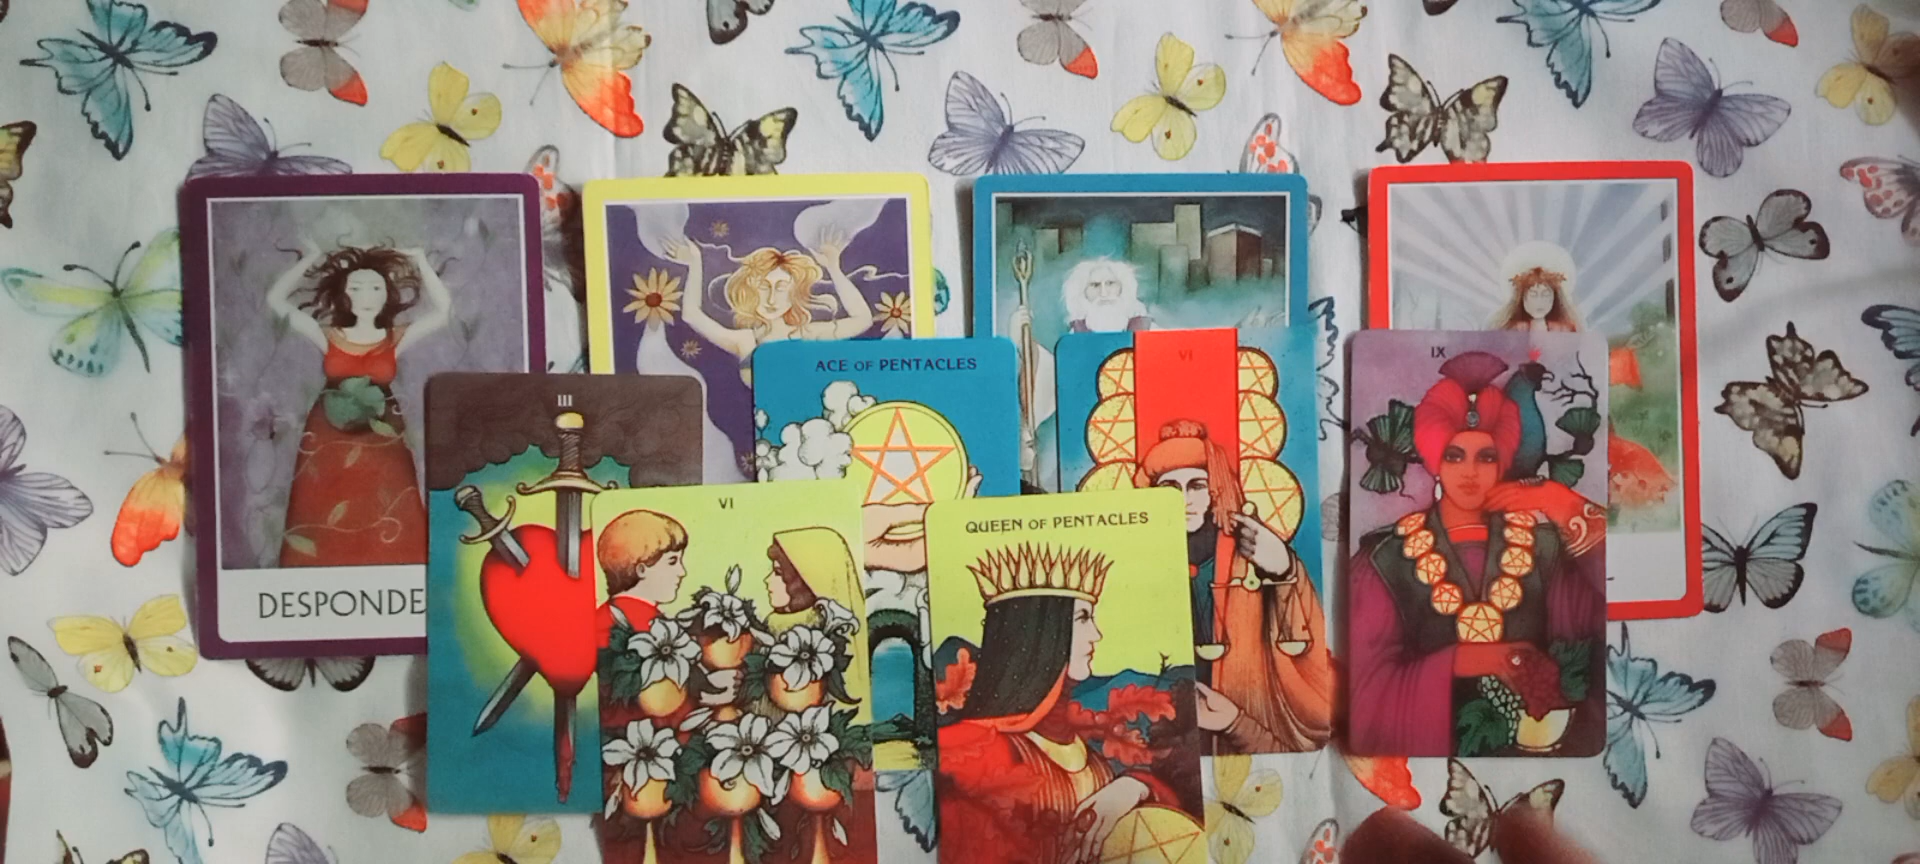 DESPONDE
III
VI
ACE OF PENTACLES
QUEEN OF PENTACLES
VI
IX